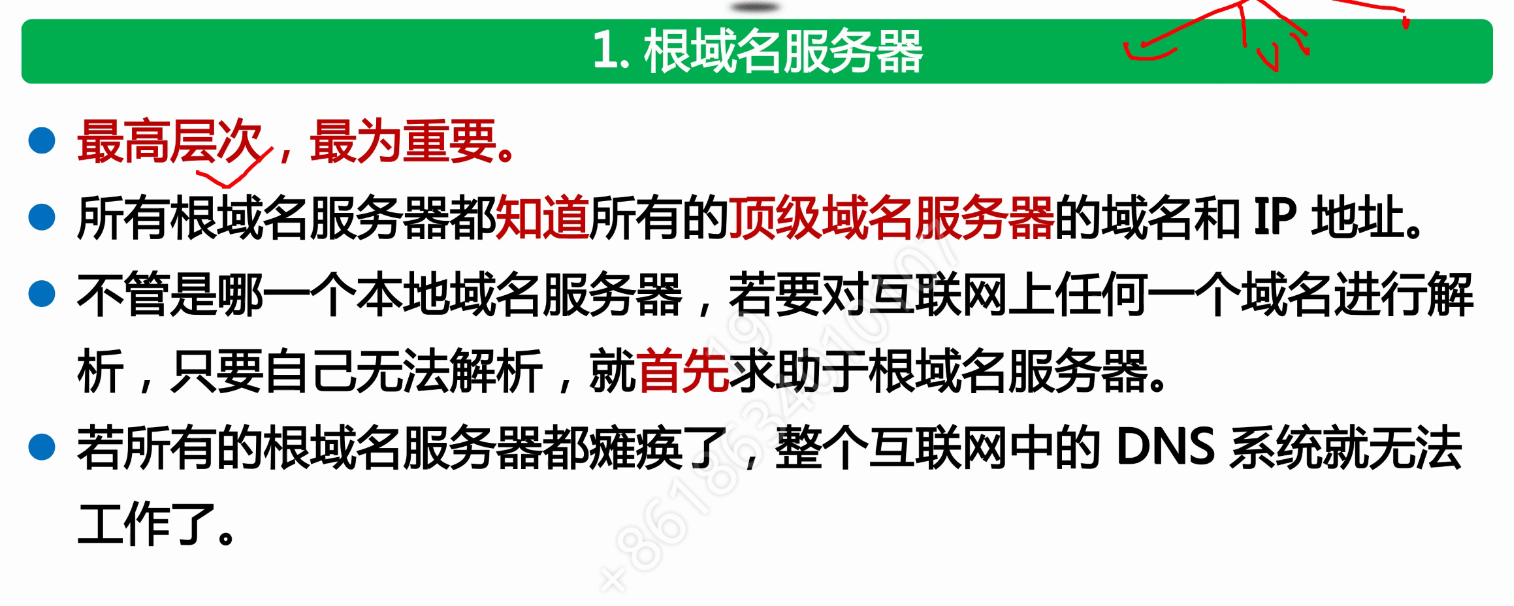 1. 根域名服务器
最高层次，最为重要。
所有根域名服务器都知道所有的顶级域名服务器的域名和 IP 地址。
不管是哪一个本地域名服务器，若要对互联网上任何一个域名进行解
析，只要自己无法解析，就首先求助于根域名服务器。
若所有的根域名服务器都瘫痪了，整个互联网中的 DNS 系统就无法
工作了。